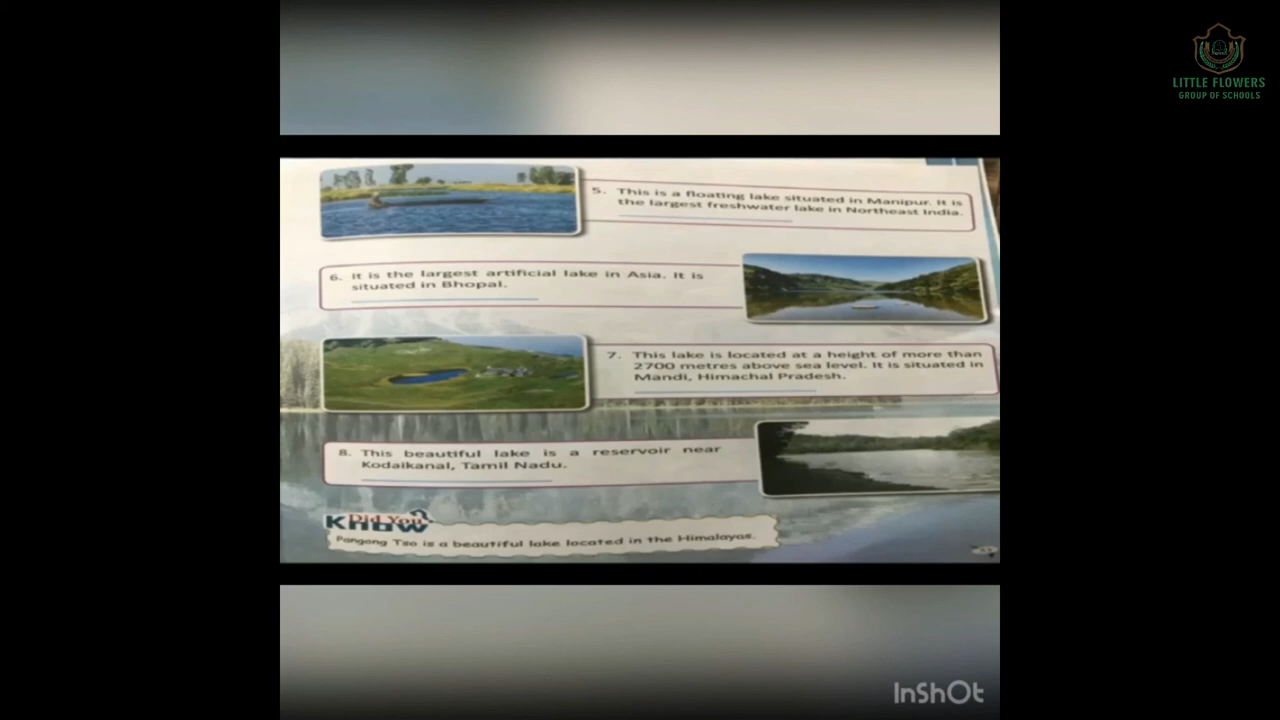 LITTLE FLOWERS
GROUP OF SCHOOLS
5. This is a floating lake situated in Manipur. It is
the largest freshwater lake in Northeast India.
6. It is the largest artificial lake in Asia. It is
situated in Bhopal.
7. This lake is located at a height of more than
2700 metres above sea level. It is situated in
Mandi, Himachal Pradesh.
8. This beautiful lake is a reservoir near
Kodaikanal, Tamil Nadu.
Did You
Know?
Pangong Tso is a beautiful lake located in the Himalayas.
InShOt